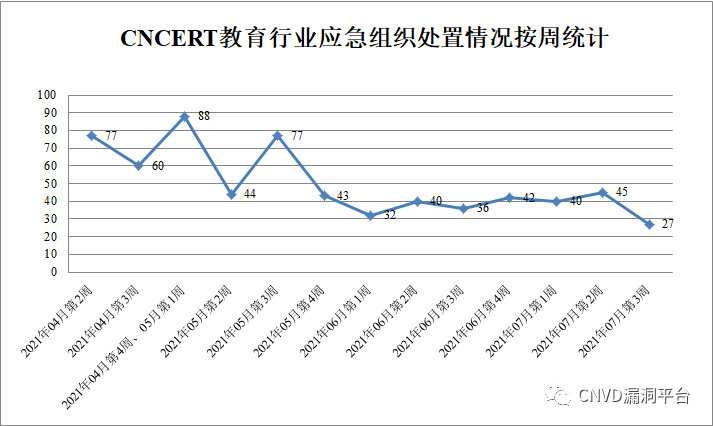 CNCERT教育行业应急组织处置情况按周统计
100
90
80
70
60
50
40
30
20
10
0
77
60
88
44
77
43
32
40
36
42
40
45
27
2021年04月第2周
2021年04月第3周
2021年04月第4周、05月第1周
2021年05月第2周
2021年05月第3周
2021年05月第4周
2021年06月第1周
2021年06月第2周
2021年06月第3周
2021年06月第4周
2021年07月第1周
2021年07月第2周
2021年07月第3周
CNVD漏洞平台